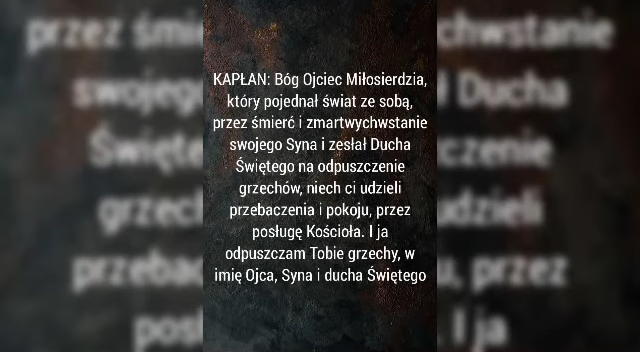 KAPŁAN: Bóg Ojciec Miłosierdzia,
który pojednał świat ze sobą,
przez śmierć i zmartwychwstanie
swojego Syna i zesłał Ducha
Świętego na odpuszczenie
grzechów, niech ci udzieli
przebaczenia i pokoju, przez
posługę Kościoła. I ja
odpuszczam Tobie grzechy, w
imię Ojca, Syna i ducha Świętego